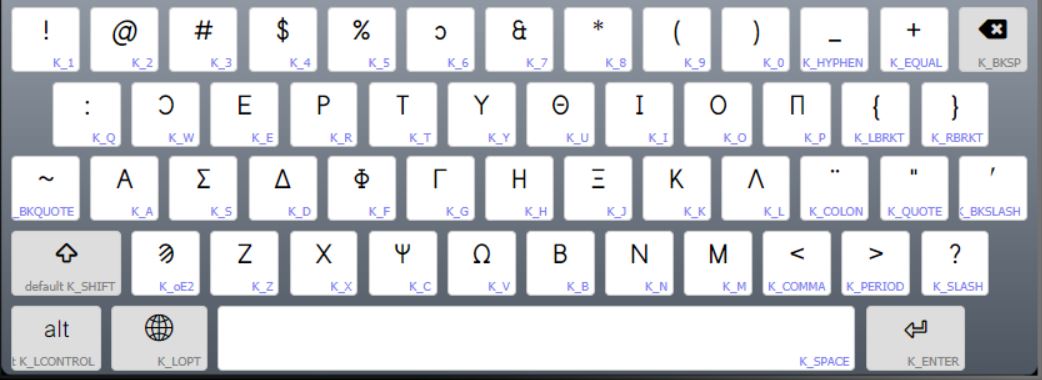 ! @ # $ % ͻ & * ( ) _ +
K_1 K_2 K_3 K_4 K_5 K_6 K_7 K_8 K_9 K_0 K_HYPHEN K_EQUAL K_BKSP
: Ͻ Ε Ρ Τ Υ Θ Ι Ο Π { }
K_Q K_W K_E K_R K_T K_Y K_U K_I K_O K_P K_LBRKT K_RBRKT
~ Α Σ Δ Φ Γ Η Ξ Κ Λ ¨ " ʹ
_BKQUOTE K_A K_S K_D K_F K_G K_H K_J K_K K_L K_COLON K_QUOTE K_BKSLASH
Ϡ Ζ Χ Ψ Ω Β Ν Μ < > ?
default K_SHIFT K_oE2 K_Z K_X K_C K_V K_B K_N K_M K_COMMA K_PERIOD K_SLASH
alt
t K_LCONTROL K_LOPT K_SPACE K_ENTER